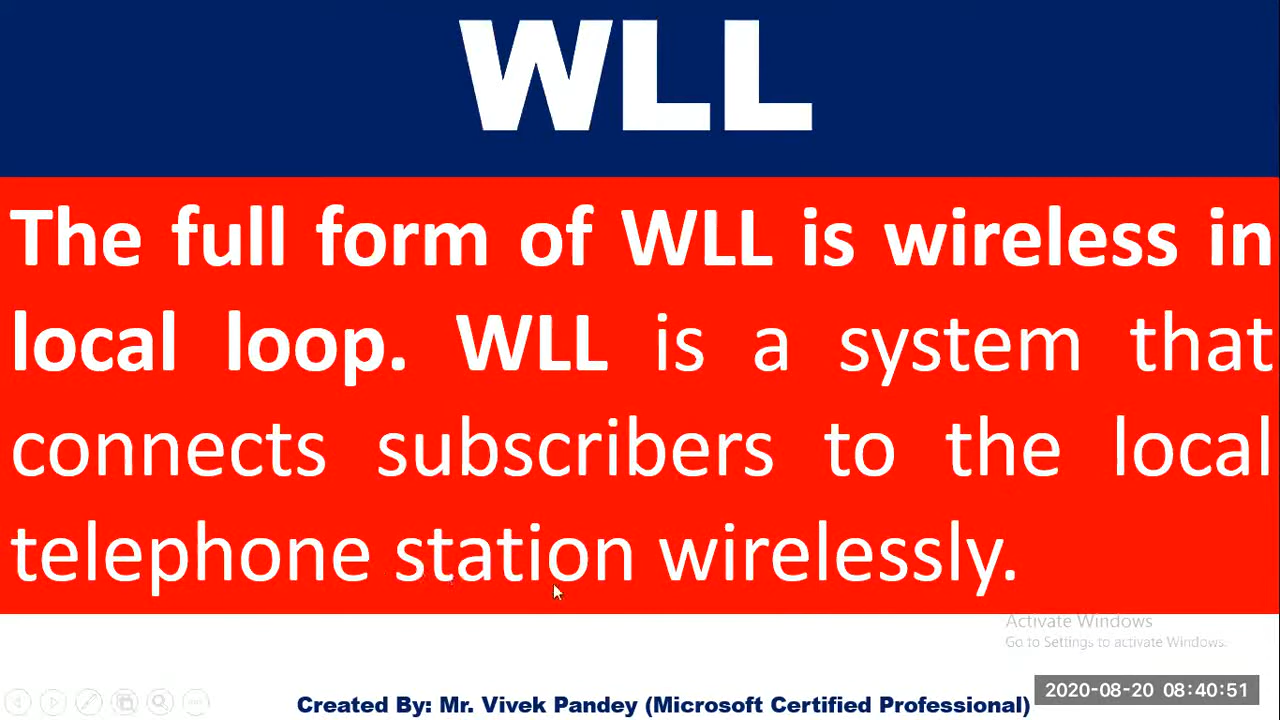 WLL
The full form of WLL is wireless in
local loop. WLL is a system that
connects subscribers to the local
telephone station wirelessly.
Activate Windows
Go to Settings to activate Windows.
2020-08-20 08:40:51
Created By: Mr. Vivek Pandey (Microsoft Certified Professional)